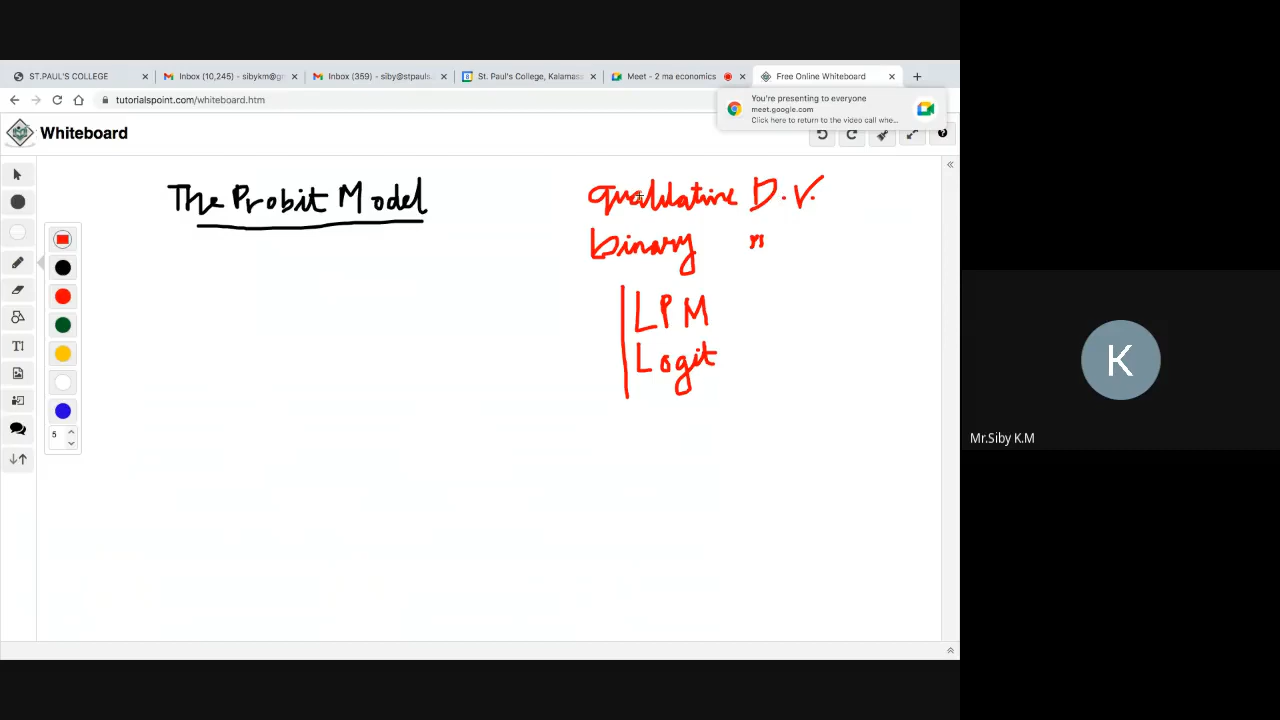 ST.PAUL'S COLLEGE
Inbox (10,245) - sibykm@gm
Inbox (359) - siby@stpauls.
St. Paul's College, Kalamass
Meet - 2 ma economics
Free Online Whiteboard
tutorialspoint.com/whiteboard.htm
You're presenting to everyone
meet.google.com
Click here to return to the video call whe...
Whiteboard
The Probit Model
qualitative D.V.
binary "
LPM
Logit
5
K
Mr.Siby K.M